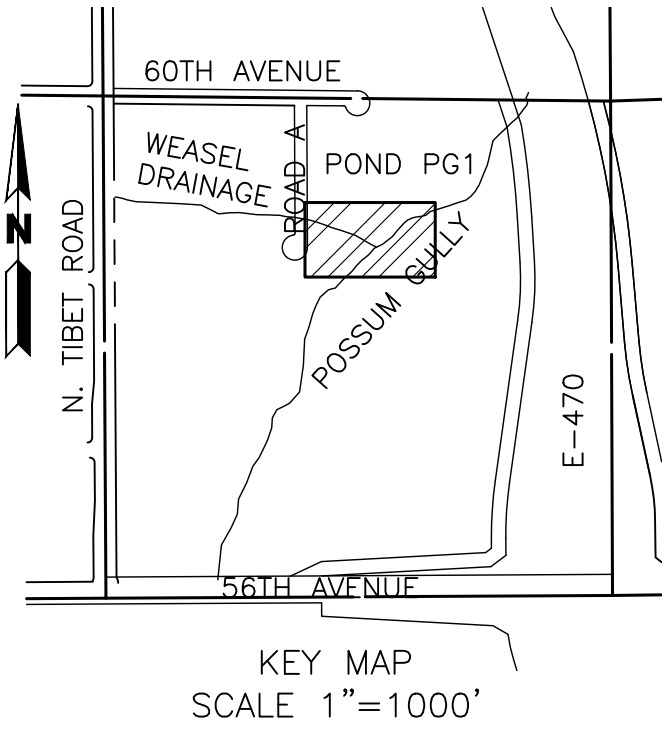 60TH AVENUE
WEASEL
DRAINAGE
ROAD A
POND PG1
N
N. TIBET ROAD
POSSUM GULLY
E-470
56TH AVENUE
KEY MAP
SCALE 1"=1000'